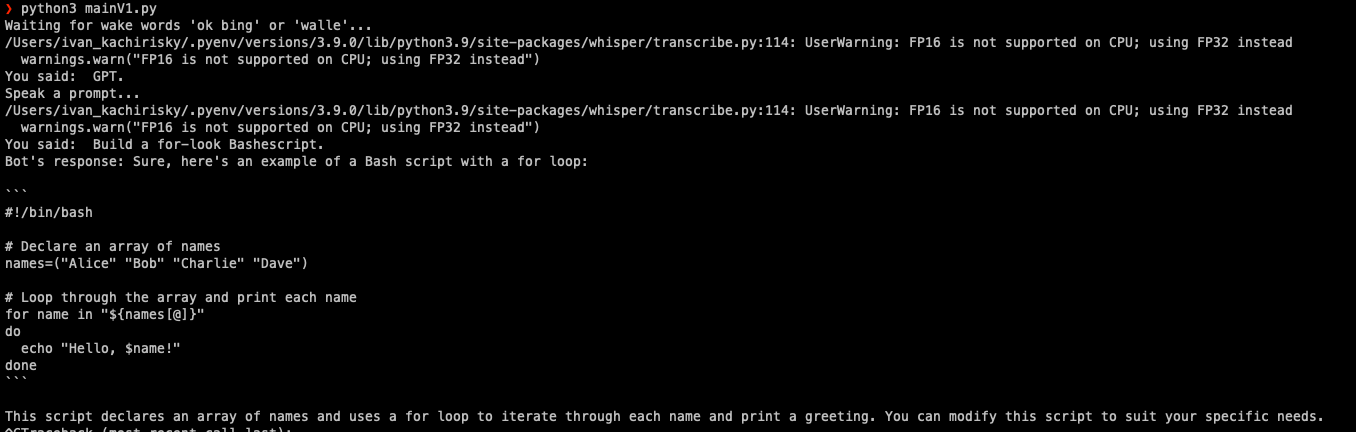 ❯ python3 mainV1.py
Waiting for wake words 'ok bing' or 'walle'...
/Users/ivan_kachirisky/.pyenv/versions/3.9.0/lib/python3.9/site-packages/whisper/transcribe.py:114: UserWarning: FP16 is not supported on CPU; using FP32 instead
  warnings.warn("FP16 is not supported on CPU; using FP32 instead")
You said:  GPT.
Speak a prompt...
/Users/ivan_kachirisky/.pyenv/versions/3.9.0/lib/python3.9/site-packages/whisper/transcribe.py:114: UserWarning: FP16 is not supported on CPU; using FP32 instead
  warnings.warn("FP16 is not supported on CPU; using FP32 instead")
You said:  Build a for-look Bashescript.
Bot's response: Sure, here's an example of a Bash script with a for loop:

```
#!/bin/bash

# Declare an array of names
names=("Alice" "Bob" "Charlie" "Dave")

# Loop through the array and print each name
for name in "${names[@]}"
do
  echo "Hello, $name!"
done
```

This script declares an array of names and uses a for loop to iterate through each name and print a greeting. You can modify this script to suit your specific needs.
^CTraceback (most recent call last):